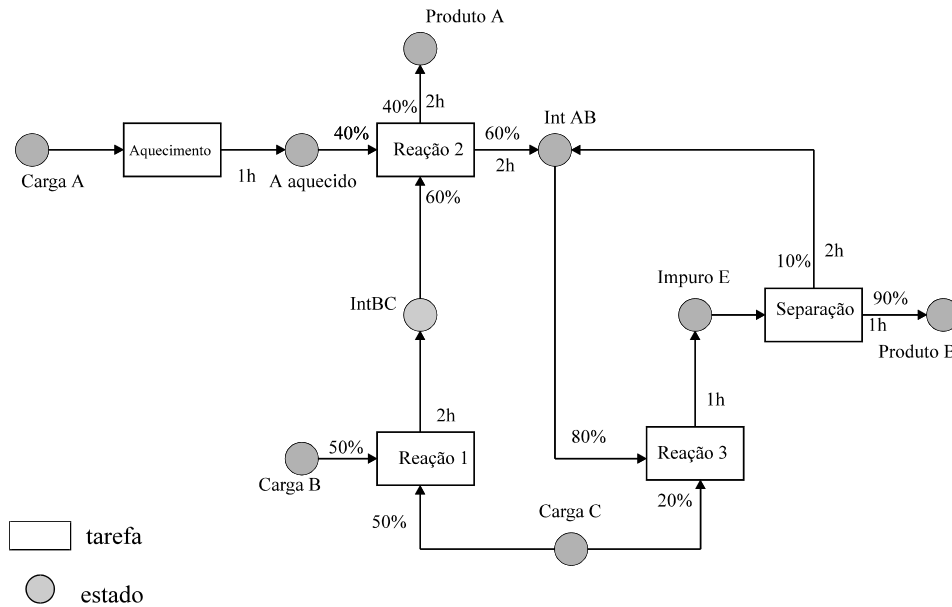 Produto A
40%
2h
Int AB
40%
Reação 2
60%
2h
Aquecimento
1h
Carga A
A aquecido
60%
10%
2h
Impuro E
IntBC
Separação
90%
1h
Produto B
2h
1h
50%
Reação 1
80%
Reação 3
Carga B
20%
Carga C
50%
tarefa
estado